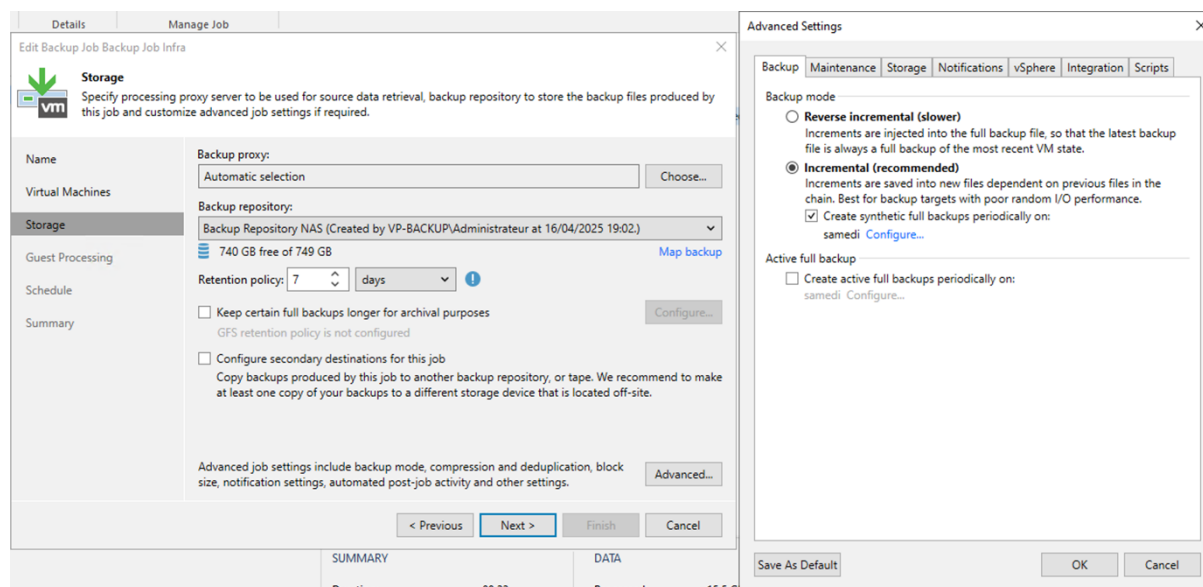 Details
Manage Job
Edit Backup Job Backup Job Infra
Storage
Specify processing proxy server to be used for source data retrieval, backup repository to store the backup files produced by
this job and customize advanced job settings if required.
Name
Virtual Machines
Storage
Guest Processing
Schedule
Summary
Backup proxy:
Automatic selection
Choose...
Backup repository:
Backup Repository NAS (Created by VP-BACKUP\Administrateur at 16/04/2025 19:02.)
740 GB free of 749 GB
Map backup
Retention policy:
7
days
Keep certain full backups longer for archival purposes
Configure...
GFS retention policy is not configured
Configure secondary destinations for this job
Copy backups produced by this job to another backup repository, or tape. We recommend to make
at least one copy of your backups to a different storage device that is located off-site.
Advanced job settings include backup mode, compression and deduplication, block
size, notification settings, automated post-job activity and other settings.
Advanced...
< Previous
Next >
Finish
Cancel
SUMMARY
DATA
Advanced Settings
Backup
Maintenance
Storage
Notifications
vSphere
Integration
Scripts
Backup mode
Reverse incremental (slower)
Increments are injected into the full backup file, so that the latest backup
file is always a full backup of the most recent VM state.
Incremental (recommended)
Increments are saved into new files dependent on previous files in the
chain. Best for backup targets with poor random I/O performance.
Create synthetic full backups periodically on:
samedi Configure...
Active full backup
Create active full backups periodically on:
samedi Configure...
Save As Default
OK
Cancel